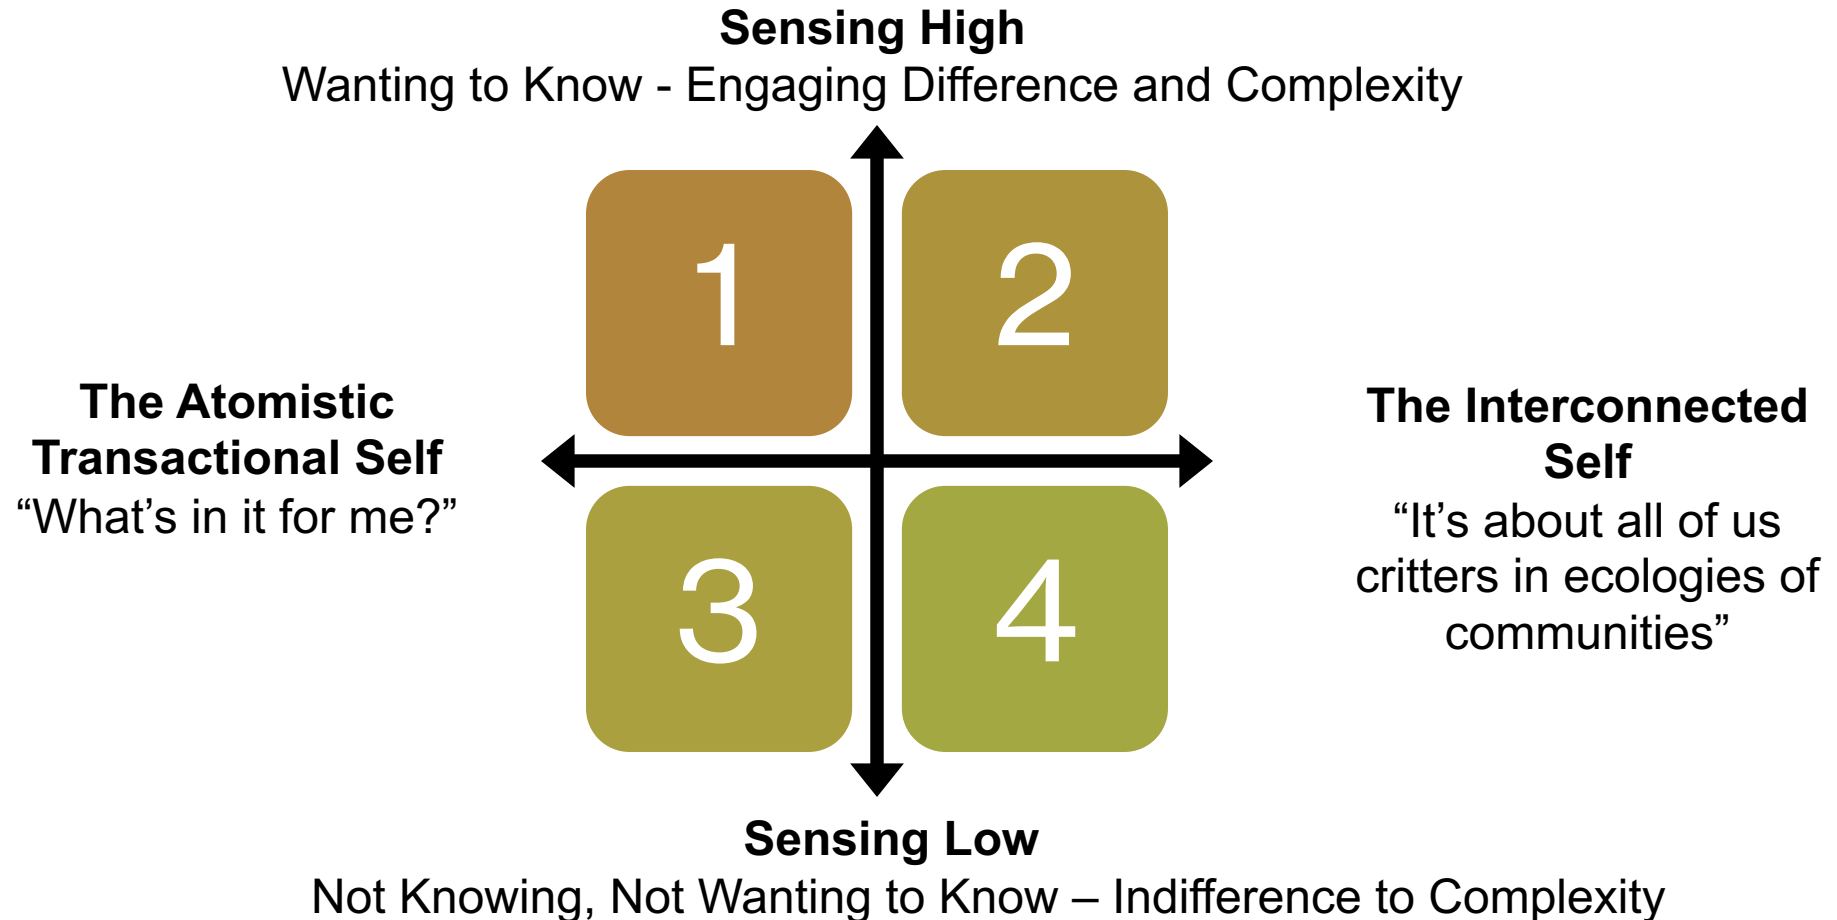 Sensing High
Wanting to Know - Engaging Difference and Complexity
1
2
The Atomistic
Transactional Self
“What’s in it for me?”
The Interconnected
Self
“It’s about all of us
critters in ecologies of
communities”
3
4
Sensing Low
Not Knowing, Not Wanting to Know – Indifference to Complexity